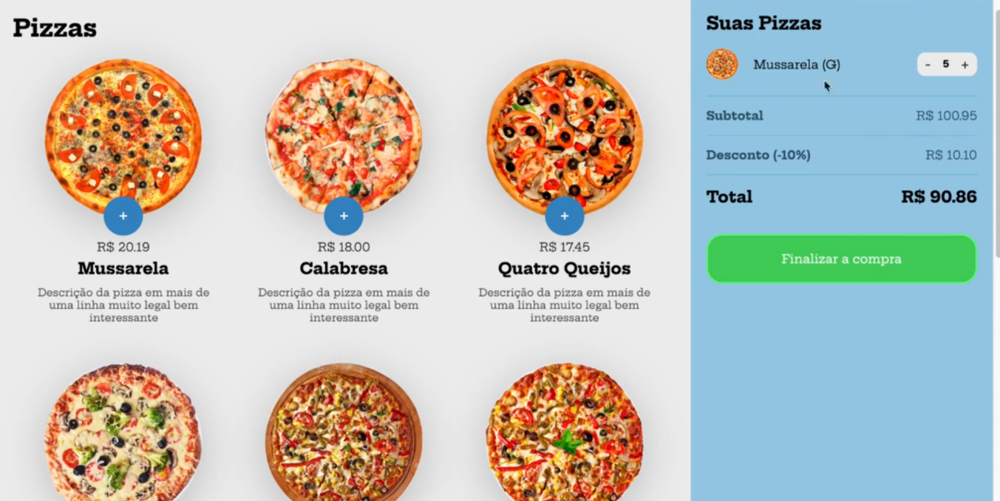 Pizzas
+
R$ 20.19
Mussarela
Descrição da pizza em mais de
uma linha muito legal bem
interessante
+
R$ 18.00
Calabresa
Descrição da pizza em mais de
uma linha muito legal bem
interessante
+
R$ 17.45
Quatro Queijos
Descrição da pizza em mais de
uma linha muito legal bem
interessante
Suas Pizzas
Mussarela (G) - 5 +
Subtotal R$ 100.95
Desconto (-10%) R$ 10.10
Total R$ 90.86
Finalizar a compra